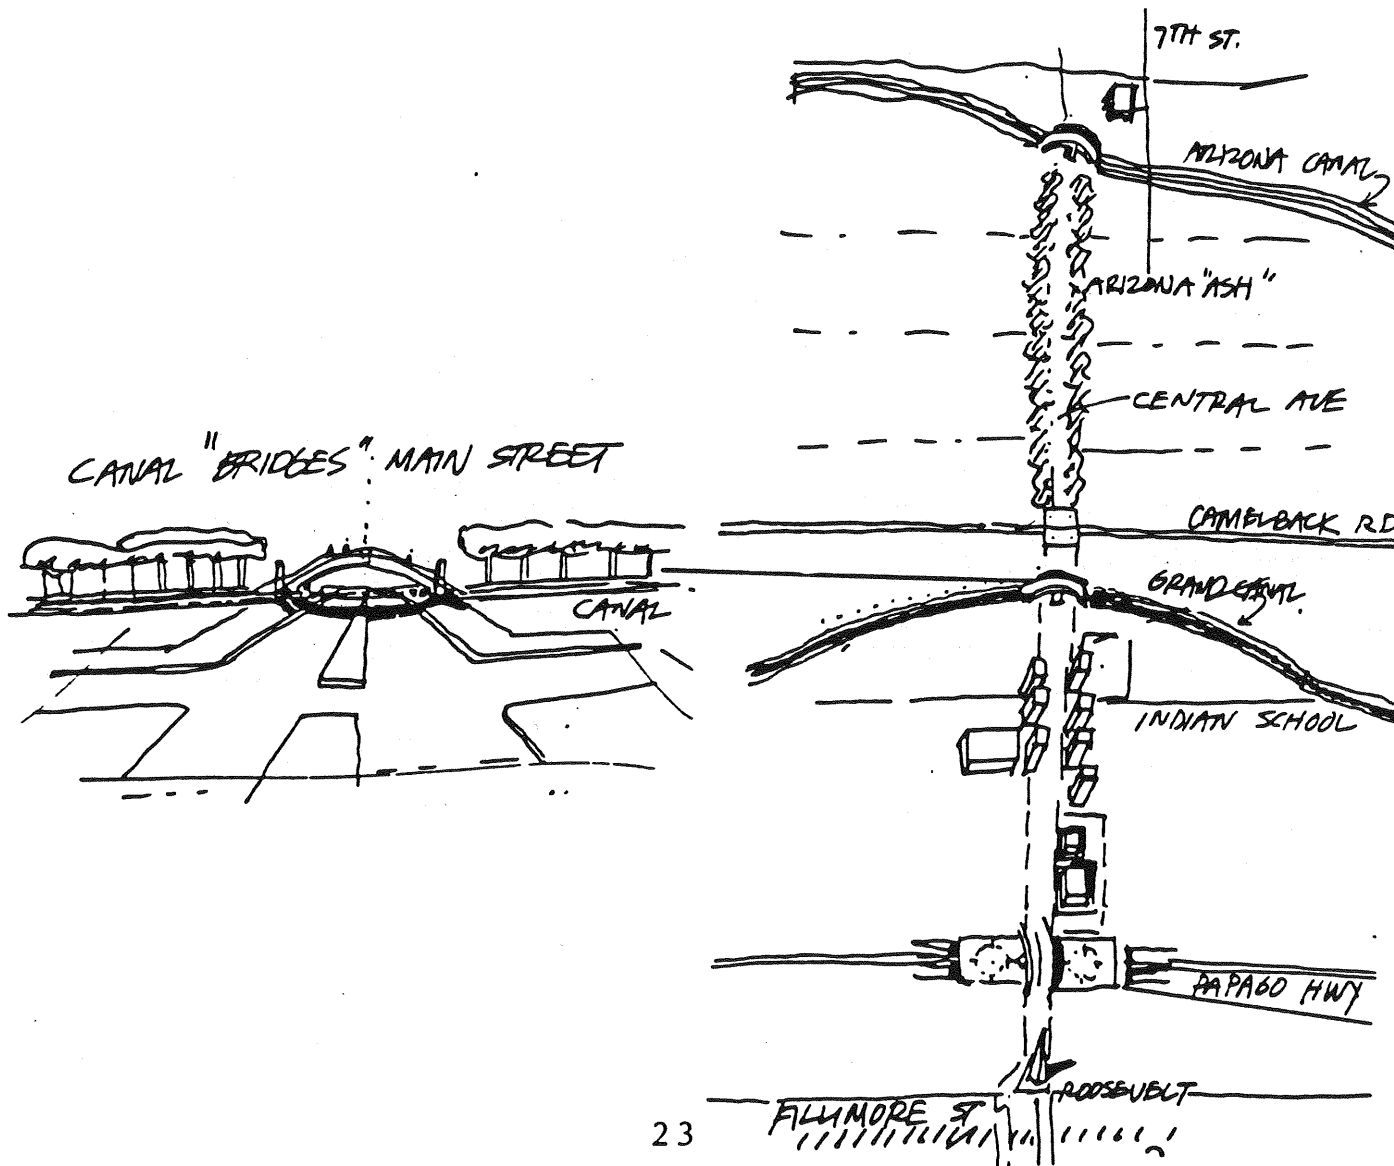 7TH ST.
ARIZONA CANAL
ARIZONA "ASH"
CENTRAL AVE
CANAL "BRIDGES" MAIN STREET
CAMELBACK RD
GRAND CANAL
CANAL
INDIAN SCHOOL
PAPAGO HWY
ROOSEVELT
FILLMORE ST
23